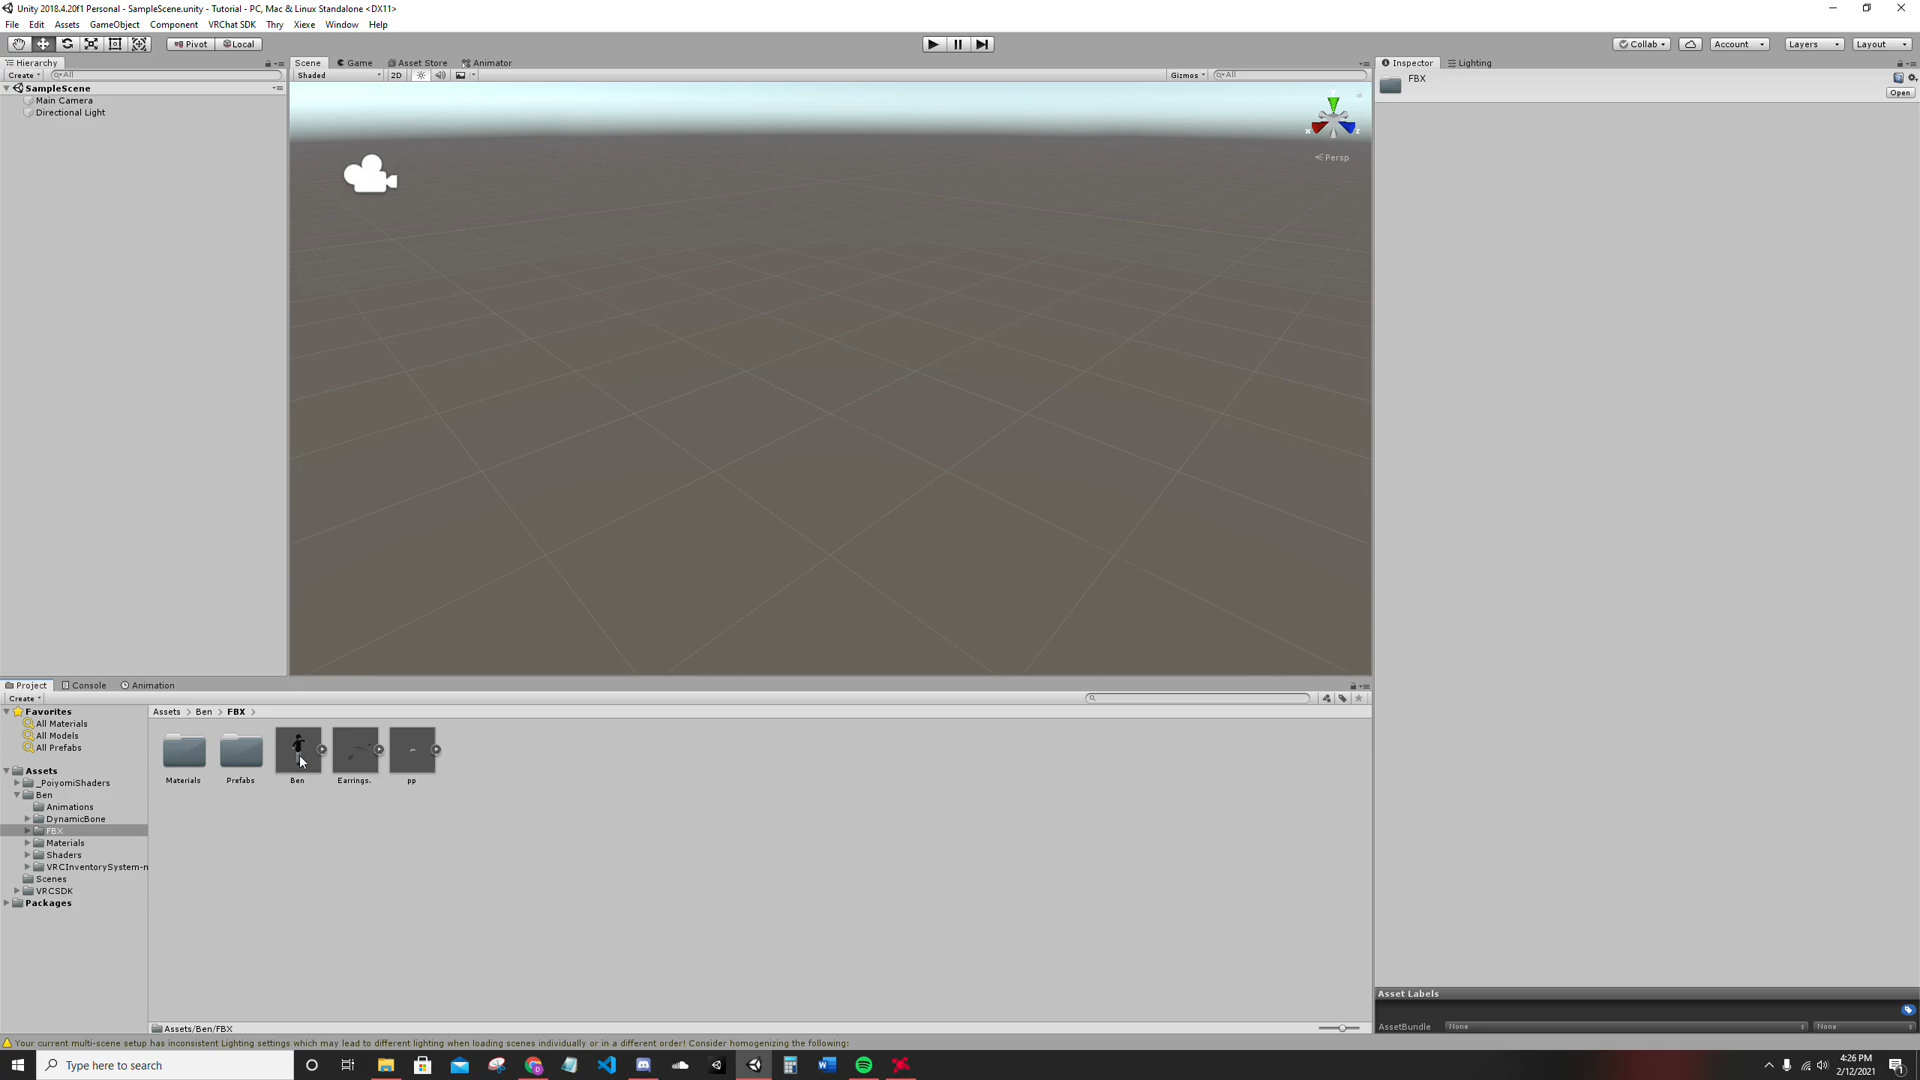 Unity 2018.4.20f1 Personal - SampleScene.unity - Tutorial - PC, Mac & Linux Standalone <DX11>
File Edit Assets GameObject Component VRChat SDK Thry Xiexe Window Help
Pivot Local Collab Account Layers Layout
Hierarchy
Create All
SampleScene
Main Camera
Directional Light
Scene Game Asset Store Animator
Shaded 2D Gizmos All
Persp
Inspector Lighting
FBX
Open
Project Console Animation
Create
Favorites
All Materials
All Models
All Prefabs
Assets
_PoiyomiShaders
Ben
Animations
DynamicBone
FBX
Materials
Shaders
VRCInventorySystem-n
Scenes
VRCSDK
Packages
Assets > Ben > FBX >
Materials Prefabs Ben Earrings. pp
Assets/Ben/FBX
Asset Labels
AssetBundle None None
Your current multi-scene setup has inconsistent Lighting settings which may lead to different lighting when loading scenes individually or in a different order! Consider homogenizing the following:
Type here to search
4:26 PM
2/12/2021